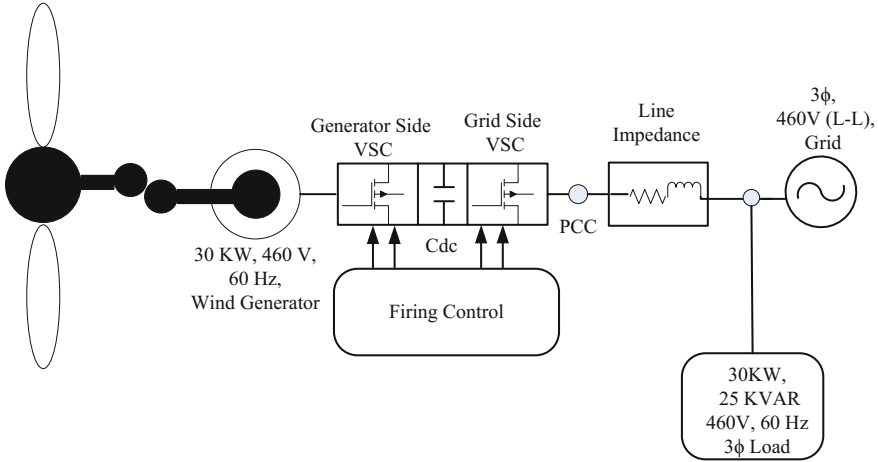 30 KW, 460 V,
60 Hz,
Wind Generator
Generator Side
VSC
Grid Side
VSC
Cdc
Firing Control
PCC
Line
Impedance
3ϕ,
460V (L-L),
Grid
30KW,
25 KVAR
460V, 60 Hz
3ϕ Load